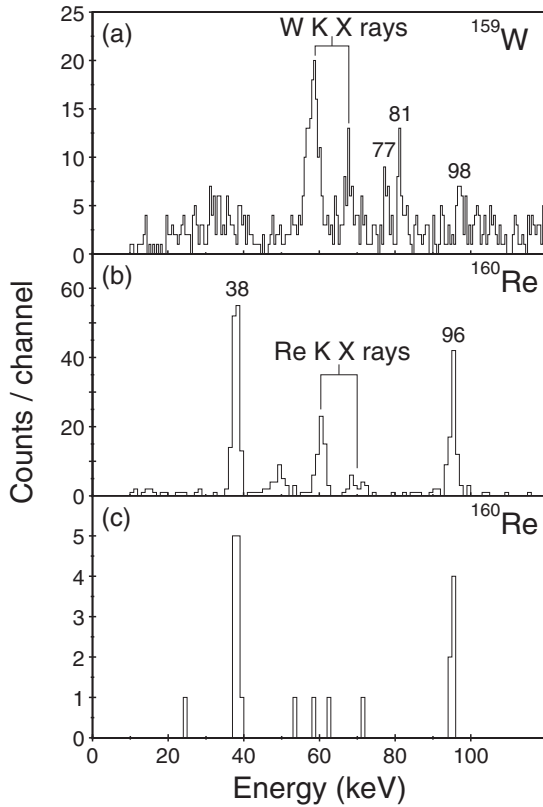 (a)
W K X rays
¹⁵⁹W
77
81
98
25
20
15
10
5
0
(b)
¹⁶⁰Re
38
Re K X rays
96
60
40
20
0
(c)
¹⁶⁰Re
5
4
3
2
1
0
Counts / channel
0 20 40 60 80 100
Energy (keV)